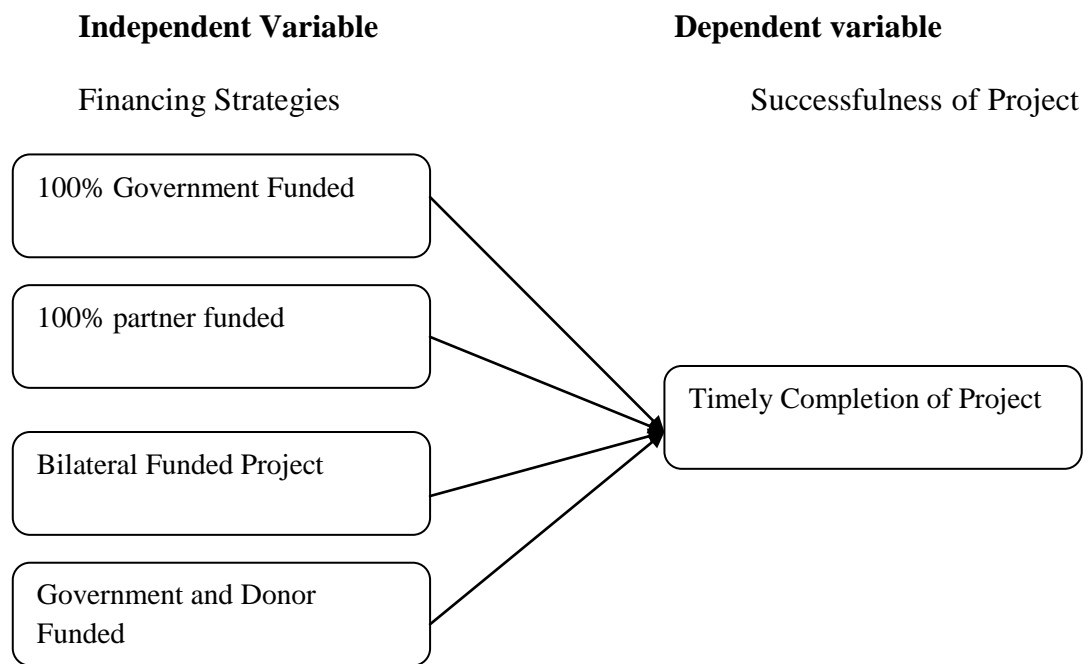 Independent Variable
Dependent variable
Financing Strategies
Successfulness of Project
100% Government Funded
100% partner funded
Timely Completion of Project
Bilateral Funded Project
Government and Donor
Funded